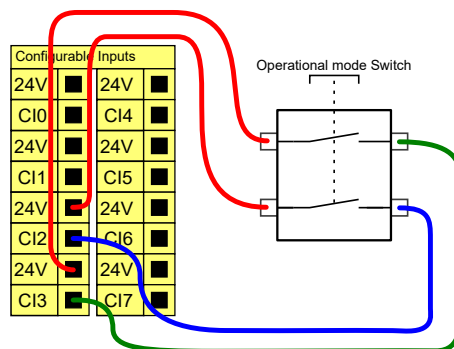 Configurable Inputs
Operational mode Switch
24V 24V
CI0 CI4
24V 24V
CI1 CI5
24V 24V
CI2 CI6
24V 24V
CI3 CI7